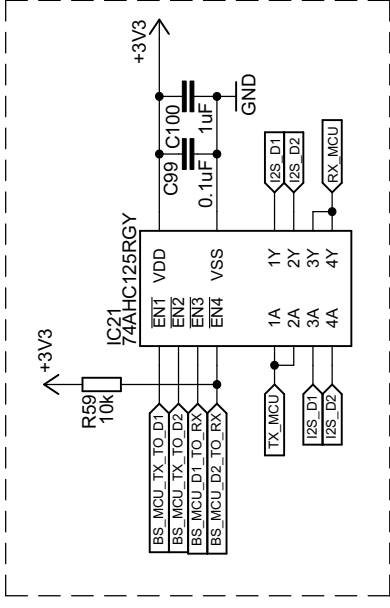 +3V3
R59
10k
BS_MCU_TX_TO_D1
BS_MCU_TX_TO_D2
BS_MCU_D1_TO_RX
BS_MCU_D2_TO_RX
TX_MCU
I2S_D1
I2S_D2
IC21
74AHC125RGY
EN1
EN2
EN3
EN4
VDD
VSS
1A
2A
3A
4A
1Y
2Y
3Y
4Y
I2S_D1
I2S_D2
RX_MCU
C99
0.1uF
C100
1uF
+3V3
GND